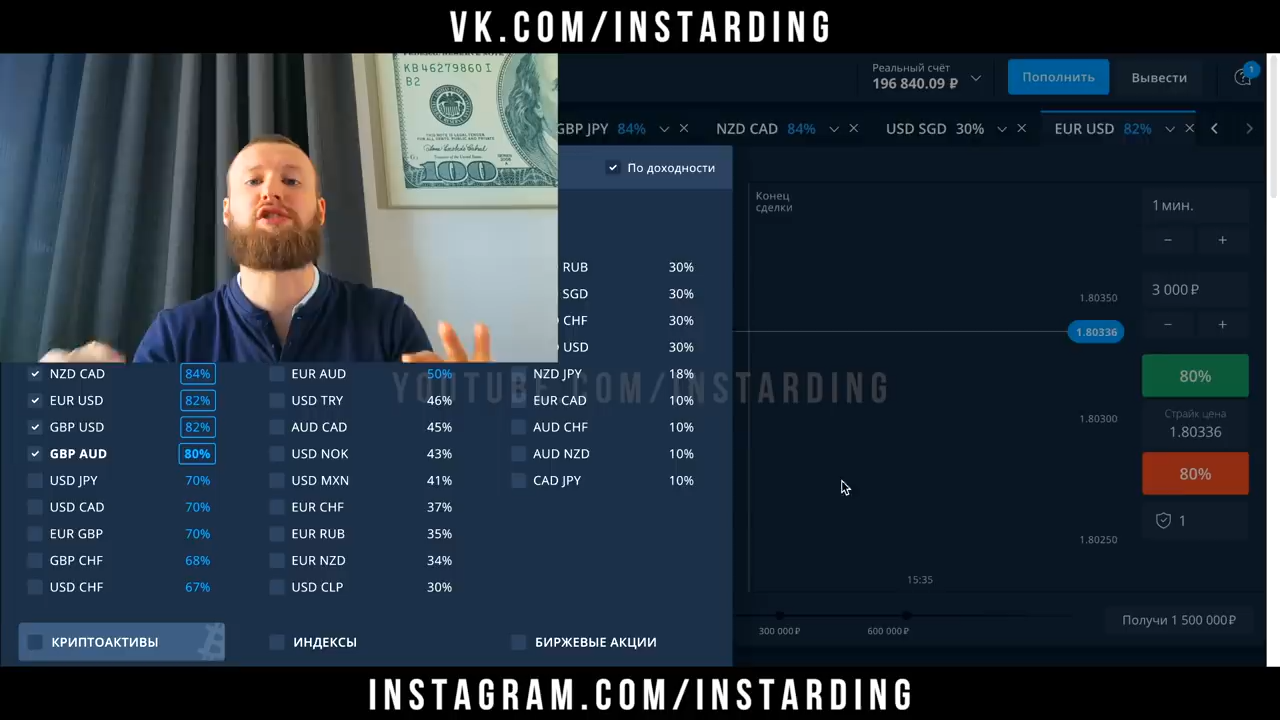 VK.COM/INSTARDING
KB46279860I
B2
100
Реальный счёт
196 840.09 ₽
Пополнить
Вывести
1
GBP JPY 84%
NZD CAD 84%
USD SGD 30%
EUR USD 82%
По доходности
Конец
сделки
1 мин.
RUB 30%
SGD 30%
CHF 30%
USD 30%
1.80350
3 000 ₽
1.80336
NZD CAD 84%
EUR AUD 50%
NZD JPY 18%
YOUTUBE.COM/INSTARDING
80%
EUR USD 82%
USD TRY 46%
EUR CAD 10%
GBP USD 82%
AUD CAD 45%
AUD CHF 10%
1.80300
Страйк цена
1.80336
GBP AUD 80%
USD NOK 43%
AUD NZD 10%
80%
USD JPY 70%
USD MXN 41%
CAD JPY 10%
USD CAD 70%
EUR CHF 37%
1
EUR GBP 70%
EUR RUB 35%
1.80250
GBP CHF 68%
EUR NZD 34%
15:35
USD CHF 67%
USD CLP 30%
300 000 ₽
600 000 ₽
Получи 1 500 000 ₽
КРИПТОАКТИВЫ
ИНДЕКСЫ
БИРЖЕВЫЕ АКЦИИ
INSTAGRAM.COM/INSTARDING